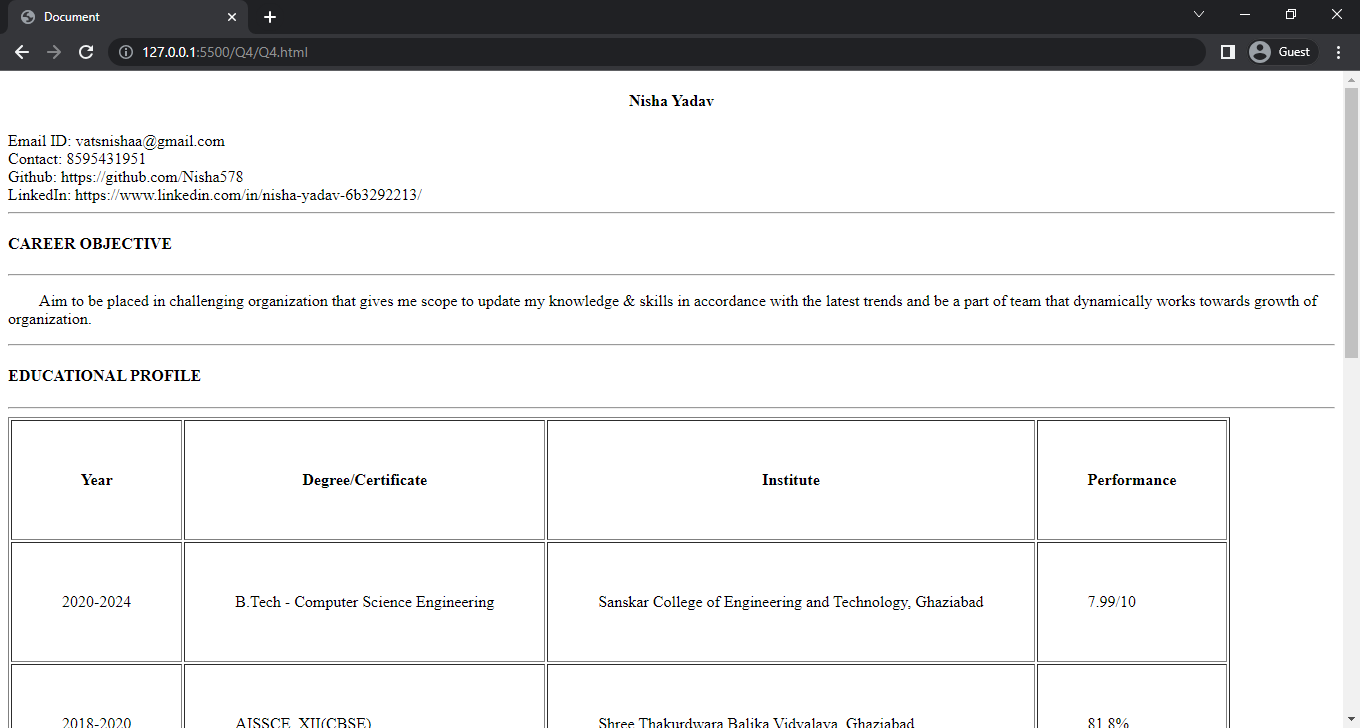 Document
127.0.0.1:5500/Q4/Q4.html
Guest
Nisha Yadav
Email ID: vatsnishaa@gmail.com
Contact: 8595431951
Github: https://github.com/Nisha578
LinkedIn: https://www.linkedin.com/in/nisha-yadav-6b3292213/
CAREER OBJECTIVE
Aim to be placed in challenging organization that gives me scope to update my knowledge & skills in accordance with the latest trends and be a part of team that dynamically works towards growth of
organization.
EDUCATIONAL PROFILE
Year Degree/Certificate Institute Performance
2020-2024 B.Tech - Computer Science Engineering Sanskar College of Engineering and Technology, Ghaziabad 7.99/10
2018-2020 AISSCE, XII(CBSE) Shree Thakurdwara Balika Vidyalaya, Ghaziabad 81.8%